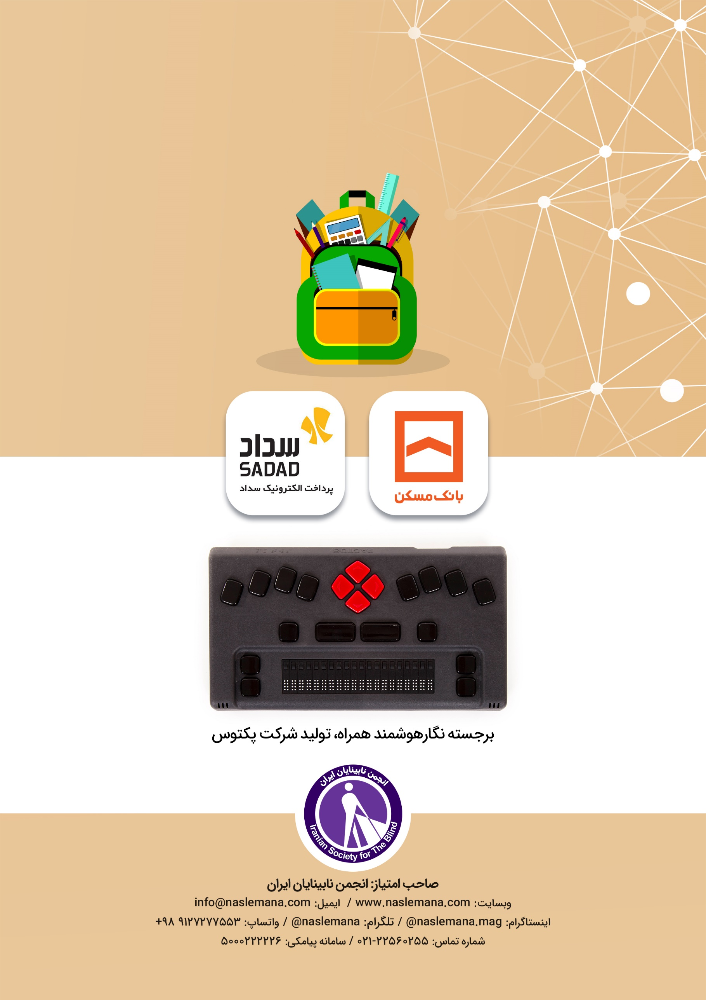 سداد
SADAD
پرداخت الکترونیک سداد
بانک مسکن
PACTOS
برجسته نگارهوشمند همراه، تولید شرکت پکتوس
انجمن نابینایان ایران
Iranian Society for The Blind
صاحب امتیاز: انجمن نابینایان ایران
وبسایت: www.naslemana.com / ایمیل: info@naslemana.com
اینستاگرام: @naslemana.mag / تلگرام: @naslemana / واتساپ: ۹۱۲۷۲۷۷۵۵۳ ۹۸+
شماره تماس: ۲۲۵۶۰۲۵۵-۰۲۱ / سامانه پیامکی: ۵۰۰۰۲۲۲۲۲۶